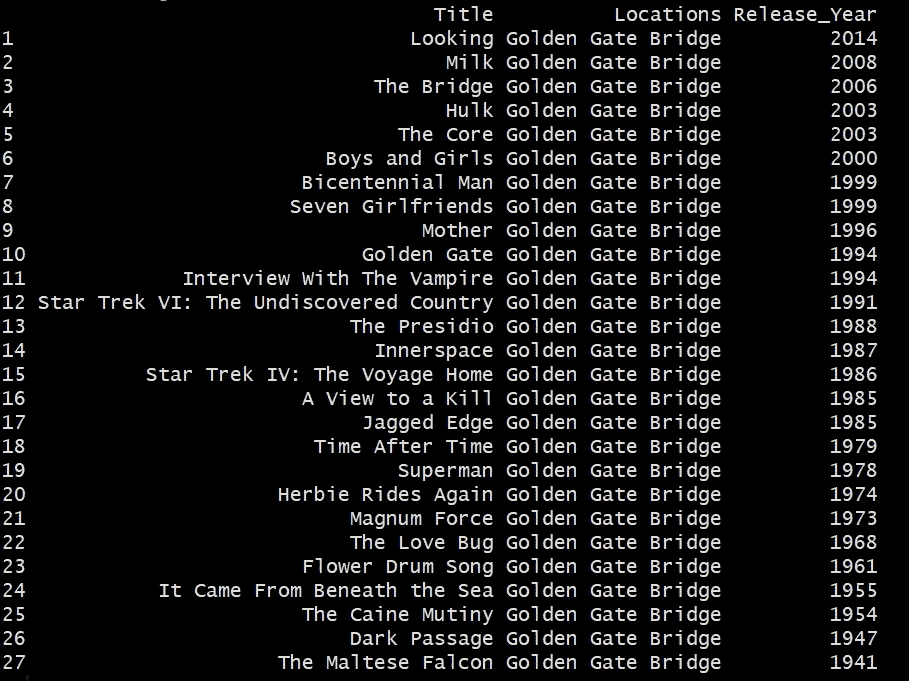 Title Locations Release_Year
1 Looking Golden Gate Bridge 2014
2 Milk Golden Gate Bridge 2008
3 The Bridge Golden Gate Bridge 2006
4 Hulk Golden Gate Bridge 2003
5 The Core Golden Gate Bridge 2003
6 Boys and Girls Golden Gate Bridge 2000
7 Bicentennial Man Golden Gate Bridge 1999
8 Seven Girlfriends Golden Gate Bridge 1999
9 Mother Golden Gate Bridge 1996
10 Golden Gate Golden Gate Bridge 1994
11 Interview With The Vampire Golden Gate Bridge 1994
12 Star Trek VI: The Undiscovered Country Golden Gate Bridge 1991
13 The Presidio Golden Gate Bridge 1988
14 Innerspace Golden Gate Bridge 1987
15 Star Trek IV: The Voyage Home Golden Gate Bridge 1986
16 A View to a Kill Golden Gate Bridge 1985
17 Jagged Edge Golden Gate Bridge 1985
18 Time After Time Golden Gate Bridge 1979
19 Superman Golden Gate Bridge 1978
20 Herbie Rides Again Golden Gate Bridge 1974
21 Magnum Force Golden Gate Bridge 1973
22 The Love Bug Golden Gate Bridge 1968
23 Flower Drum Song Golden Gate Bridge 1961
24 It Came From Beneath the Sea Golden Gate Bridge 1955
25 The Caine Mutiny Golden Gate Bridge 1954
26 Dark Passage Golden Gate Bridge 1947
27 The Maltese Falcon Golden Gate Bridge 1941